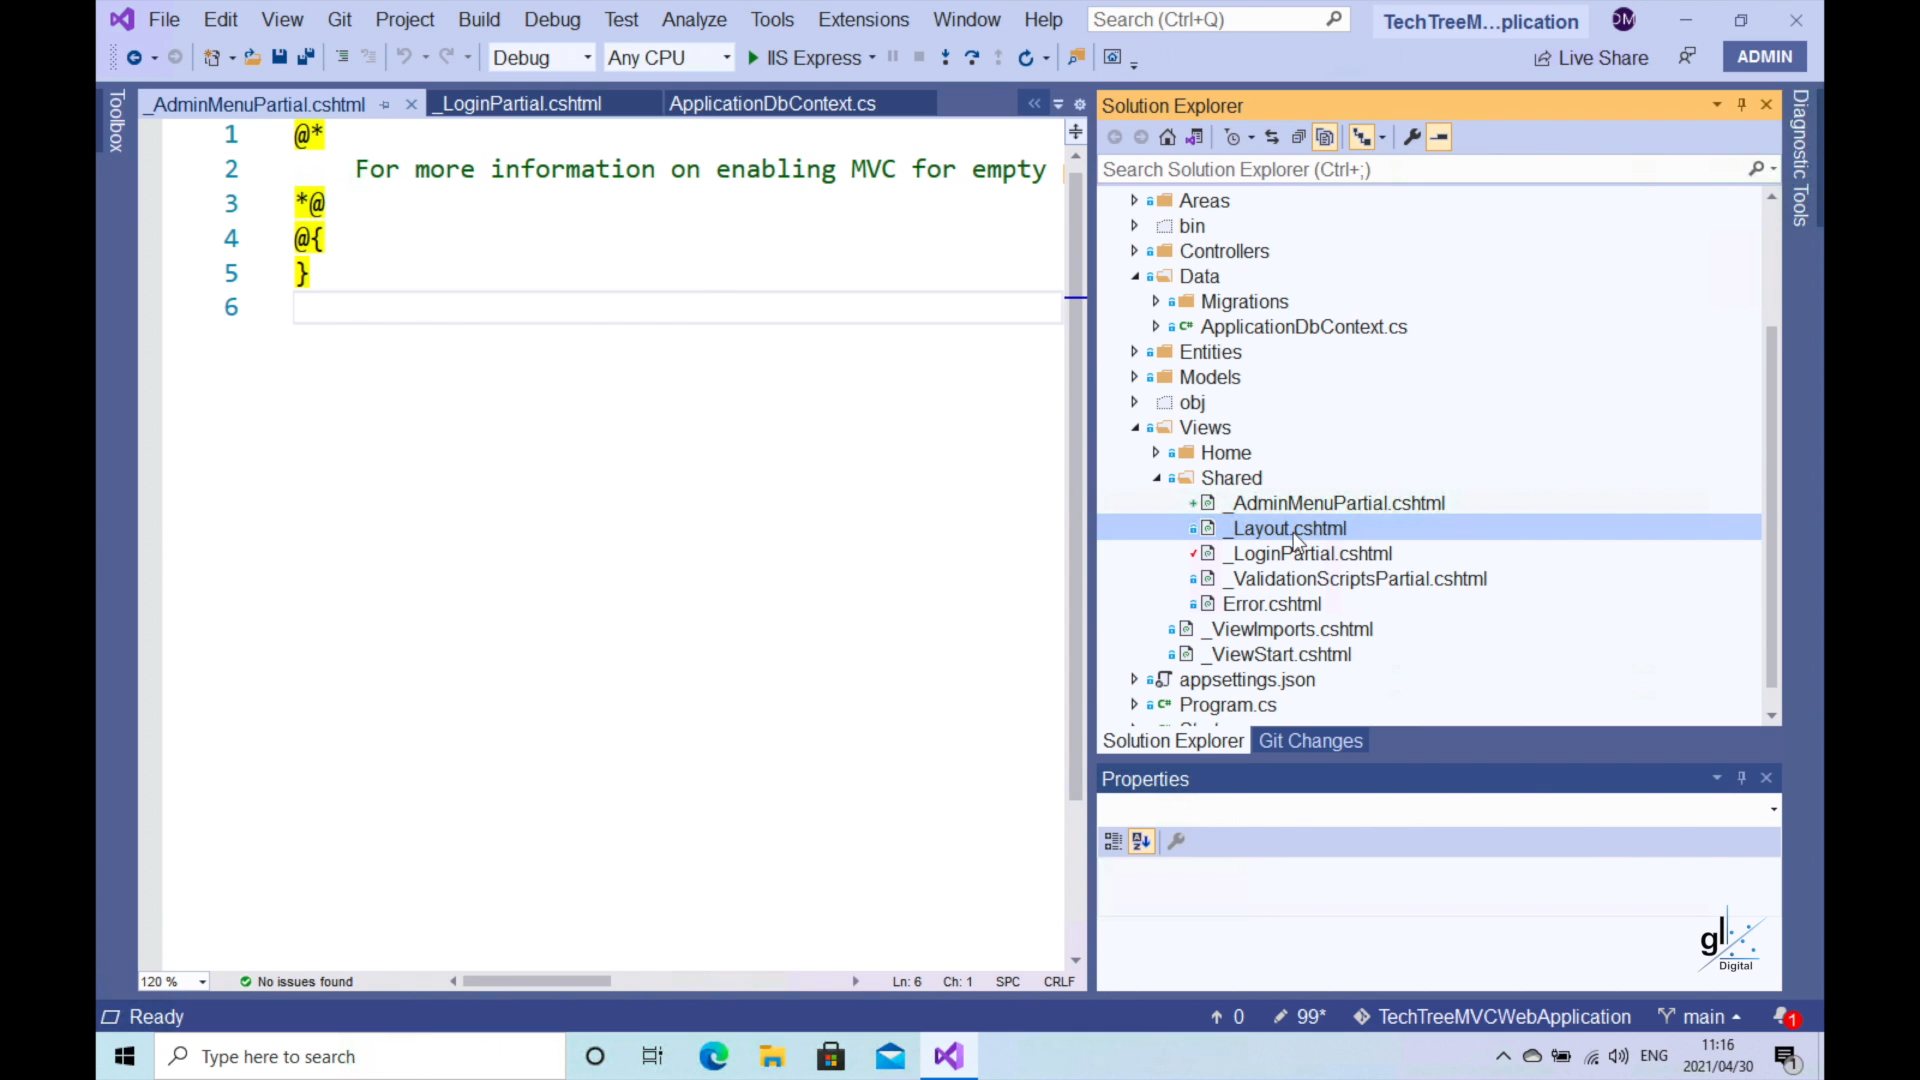 File Edit View Git Project Build Debug Test Analyze Tools Extensions Window Help Search (Ctrl+Q) TechTreeM...plication DM
Debug Any CPU IIS Express Live Share ADMIN
Toolbox
_AdminMenuPartial.cshtml _LoginPartial.cshtml ApplicationDbContext.cs
1 @*
2 For more information on enabling MVC for empty
3 *@
4 @{
5 }
6
120 % No issues found Ln: 6 Ch: 1 SPC CRLF
Solution Explorer
Search Solution Explorer (Ctrl+;)
Areas
bin
Controllers
Data
Migrations
C# ApplicationDbContext.cs
Entities
Models
obj
Views
Home
Shared
_AdminMenuPartial.cshtml
_Layout.cshtml
_LoginPartial.cshtml
_ValidationScriptsPartial.cshtml
Error.cshtml
_ViewImports.cshtml
_ViewStart.cshtml
appsettings.json
C# Program.cs
Solution Explorer Git Changes
Properties
Diagnostic Tools
gl
Digital
Ready 0 99* TechTreeMVCWebApplication main 1
Type here to search ENG 11:16
2021/04/30 1